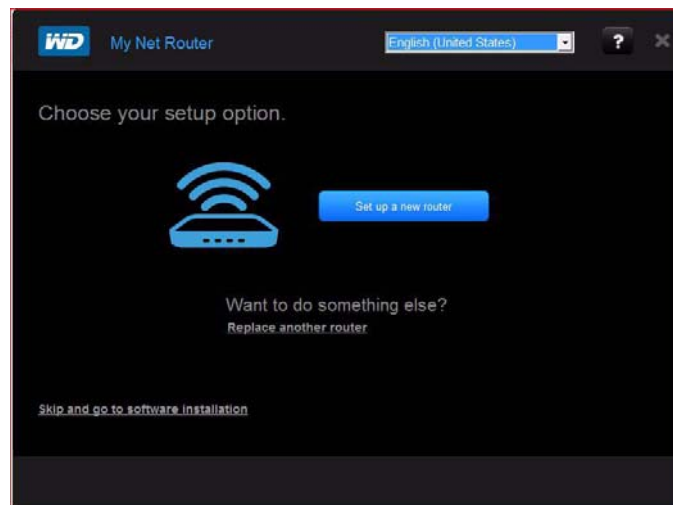 WD My Net Router English (United States) ?
Choose your setup option.
Set up a new router
Want to do something else?
Replace another router
Skip and go to software installation